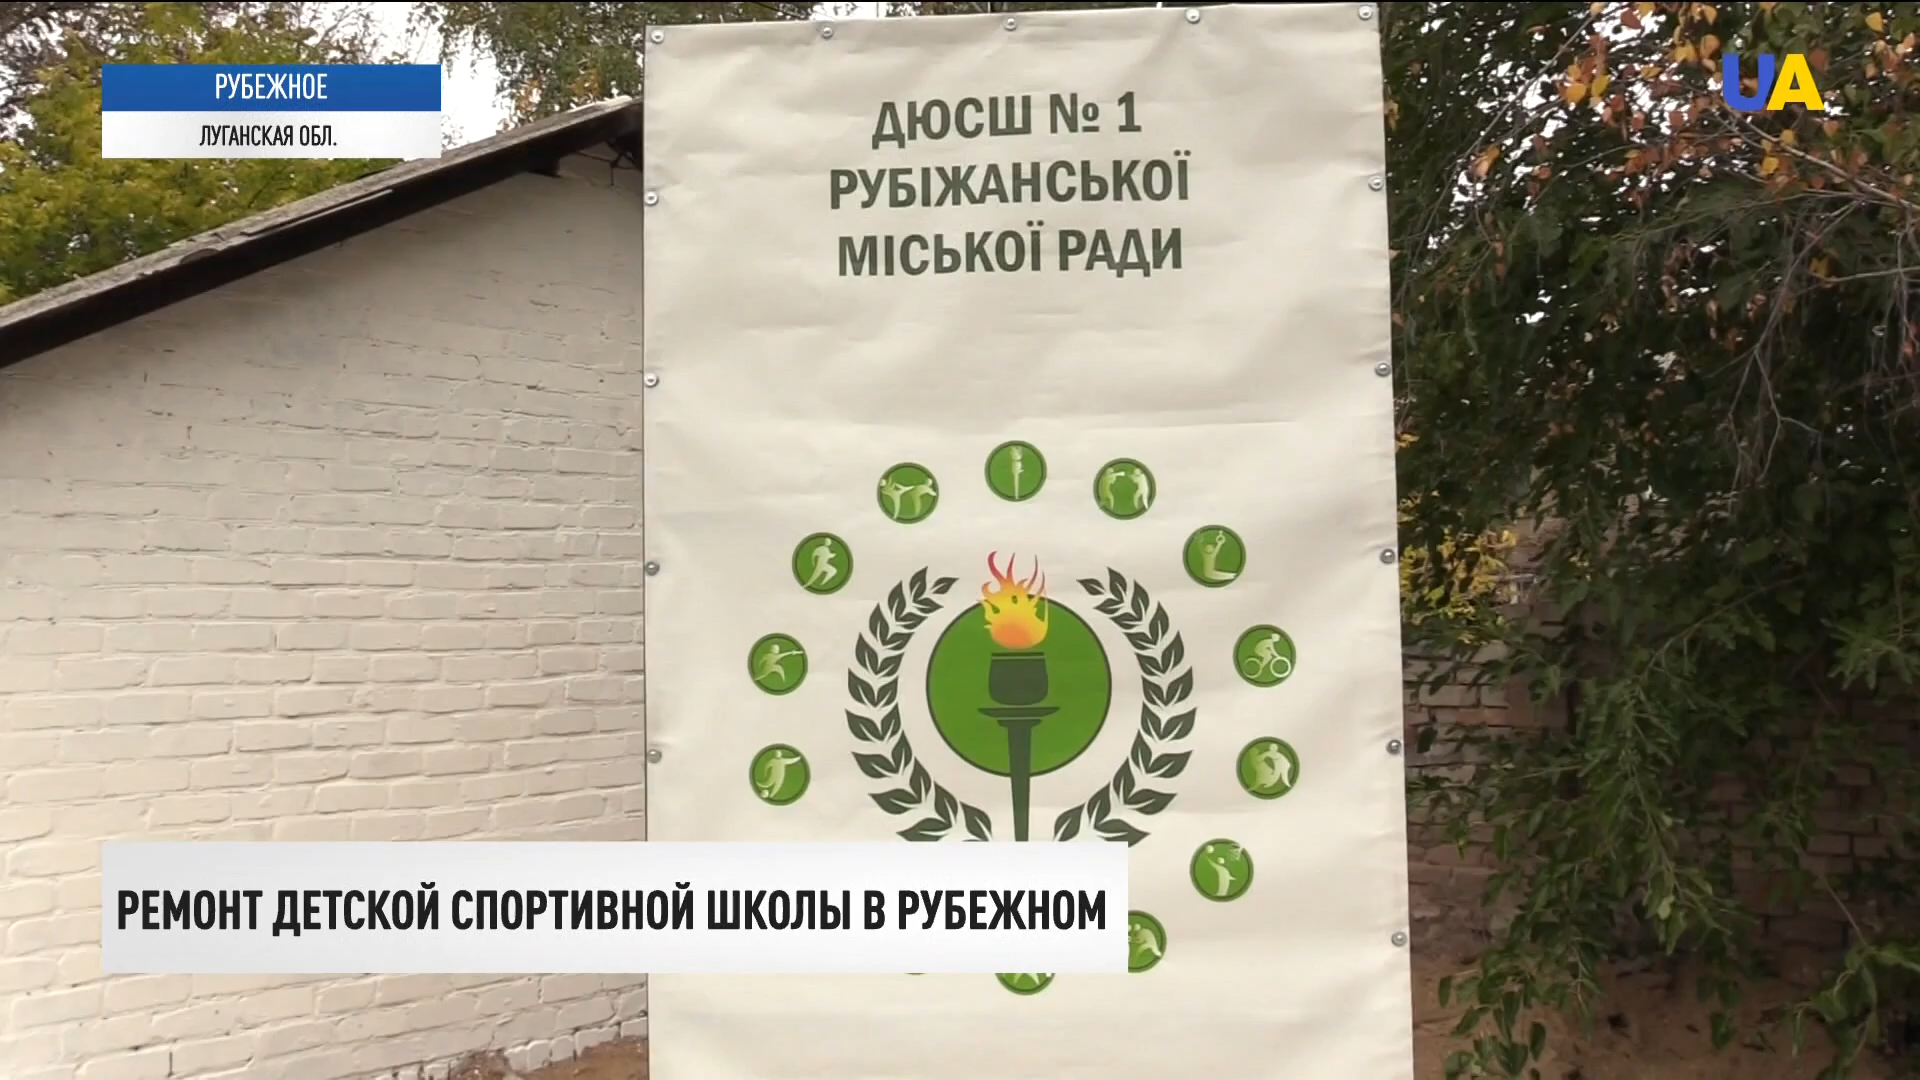 РУБЕЖНОЕ
ЛУГАНСКАЯ ОБЛ.
UA
ДЮСШ № 1
РУБІЖАНСЬКОЇ
МІСЬКОЇ РАДИ
РЕМОНТ ДЕТСКОЙ СПОРТИВНОЙ ШКОЛЫ В РУБЕЖНОМ